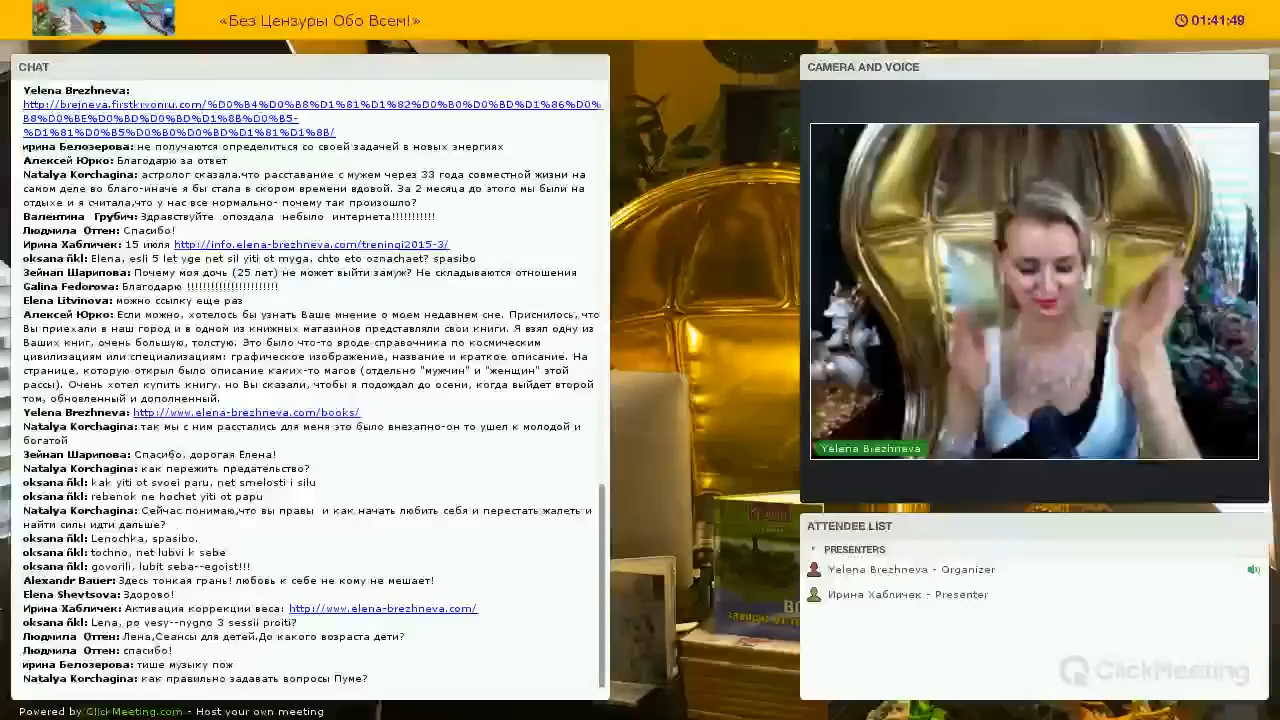 «Без Цензуры Обо Всем!»
01:41:49
CHAT
Yelena Brezhneva:
http://brejneva.firstkivoniru.com/%D0%B4%D0%B8%D1%81%D1%82%D0%B0%D0%BD%D1%86%D0%
B8%D0%BE%D0%BD%D0%BD%D1%8B%D0%B5-
%D1%81%D0%B5%D0%B0%D0%BD%D1%81%D1%8B/
ирина Белозерова: не получаются определиться со своей задачей в новых энергиях
Алексей Юрко: Благодарю за ответ
Natalya Korchagina: астролог сказала.что расставание с мужем через 33 года совместной жизни на
самом деле во благо-иначе я бы стала в скором времени вдовой. За 2 месяца до этого мы были на
отдыхе и я считала,что у нас все нормально- почему так произошло?
Валентина Грубич: Здравствуйте опоздала небыло интернета!!!!!!!!!!!
Людмила Оттен: Спасибо!
Ирина Хабличек: 15 июля http://info.elena-brezhneva.com/treningi2015-3/
oksana ñkl: Elena, esli 5 let yge net sil yiti ot myga, chto eto oznachaet? spasibo
Зейнап Шарипова: Почему моя дочь (25 лет) не может выйти замуж? Не складываются отношения
Galina Fedorova: Благодарю !!!!!!!!!!!!!!!!!!!!!!!
Elena Litvinova: можно ссылку еще раз
Алексей Юрко: Если можно, хотелось бы узнать Ваше мнение о моем недавнем сне. Приснилось, что
Вы приехали в наш город и в одном из книжных магазинов представляли свои книги. Я взял одну из
Ваших книг, очень большую, толстую. Это было что-то вроде справочника по космическим
цивилизациям или специализациям: графическое изображение, название и краткое описание. На
странице, которую открыл было описание каких-то магов (отдельно "мужчин" и "женщин" этой
рассы). Очень хотел купить книгу, но Вы сказали, чтобы я подождал до осени, когда выйдет второй
том, обновленный и дополненный.
Yelena Brezhneva: http://www.elena-brezhneva.com/books/
Natalya Korchagina: так мы с ним расстались для меня это было внезапно-он то ушел к молодой и
богатой
Зейнап Шарипова: Спасибо, дорогая Елена!
Natalya Korchagina: как пережить предательство?
oksana ñkl: kak yiti ot svoei paru, net smelosti i silu
oksana ñkl: rebenok ne hochet yiti ot papu
Natalya Korchagina: Сейчас понимаю,что вы правы и как начать любить себя и перестать жалеть и
найти силы идти дальше?
oksana ñkl: Lenochka, spasibo,
oksana ñkl: tochno, net lubvi k sebe
oksana ñkl: govorili, lubit seba--egoist!!!
Alexandr Bauer: Здесь тонкая грань! любовь к себе не кому не мешает!
Elena Shevtsova: Здорово!
Ирина Хабличек: Активация коррекции веса: http://www.elena-brezhneva.com/
oksana ñkl: Lena, po vesy--nygno 3 sessii proiti?
Людмила Оттен: Лена,Сеансы для детей.До какого возраста дети?
Людмила Оттен: спасибо!
ирина Белозерова: тише музыку пож
Natalya Korchagina: как правильно задавать вопросы Пуме?
Powered by ClickMeeting.com - Host your own meeting
CAMERA AND VOICE
Yelena Brezhneva
ATTENDEE LIST
PRESENTERS
Yelena Brezhneva - Organizer
Ирина Хабличек - Presenter
ClickMeeting